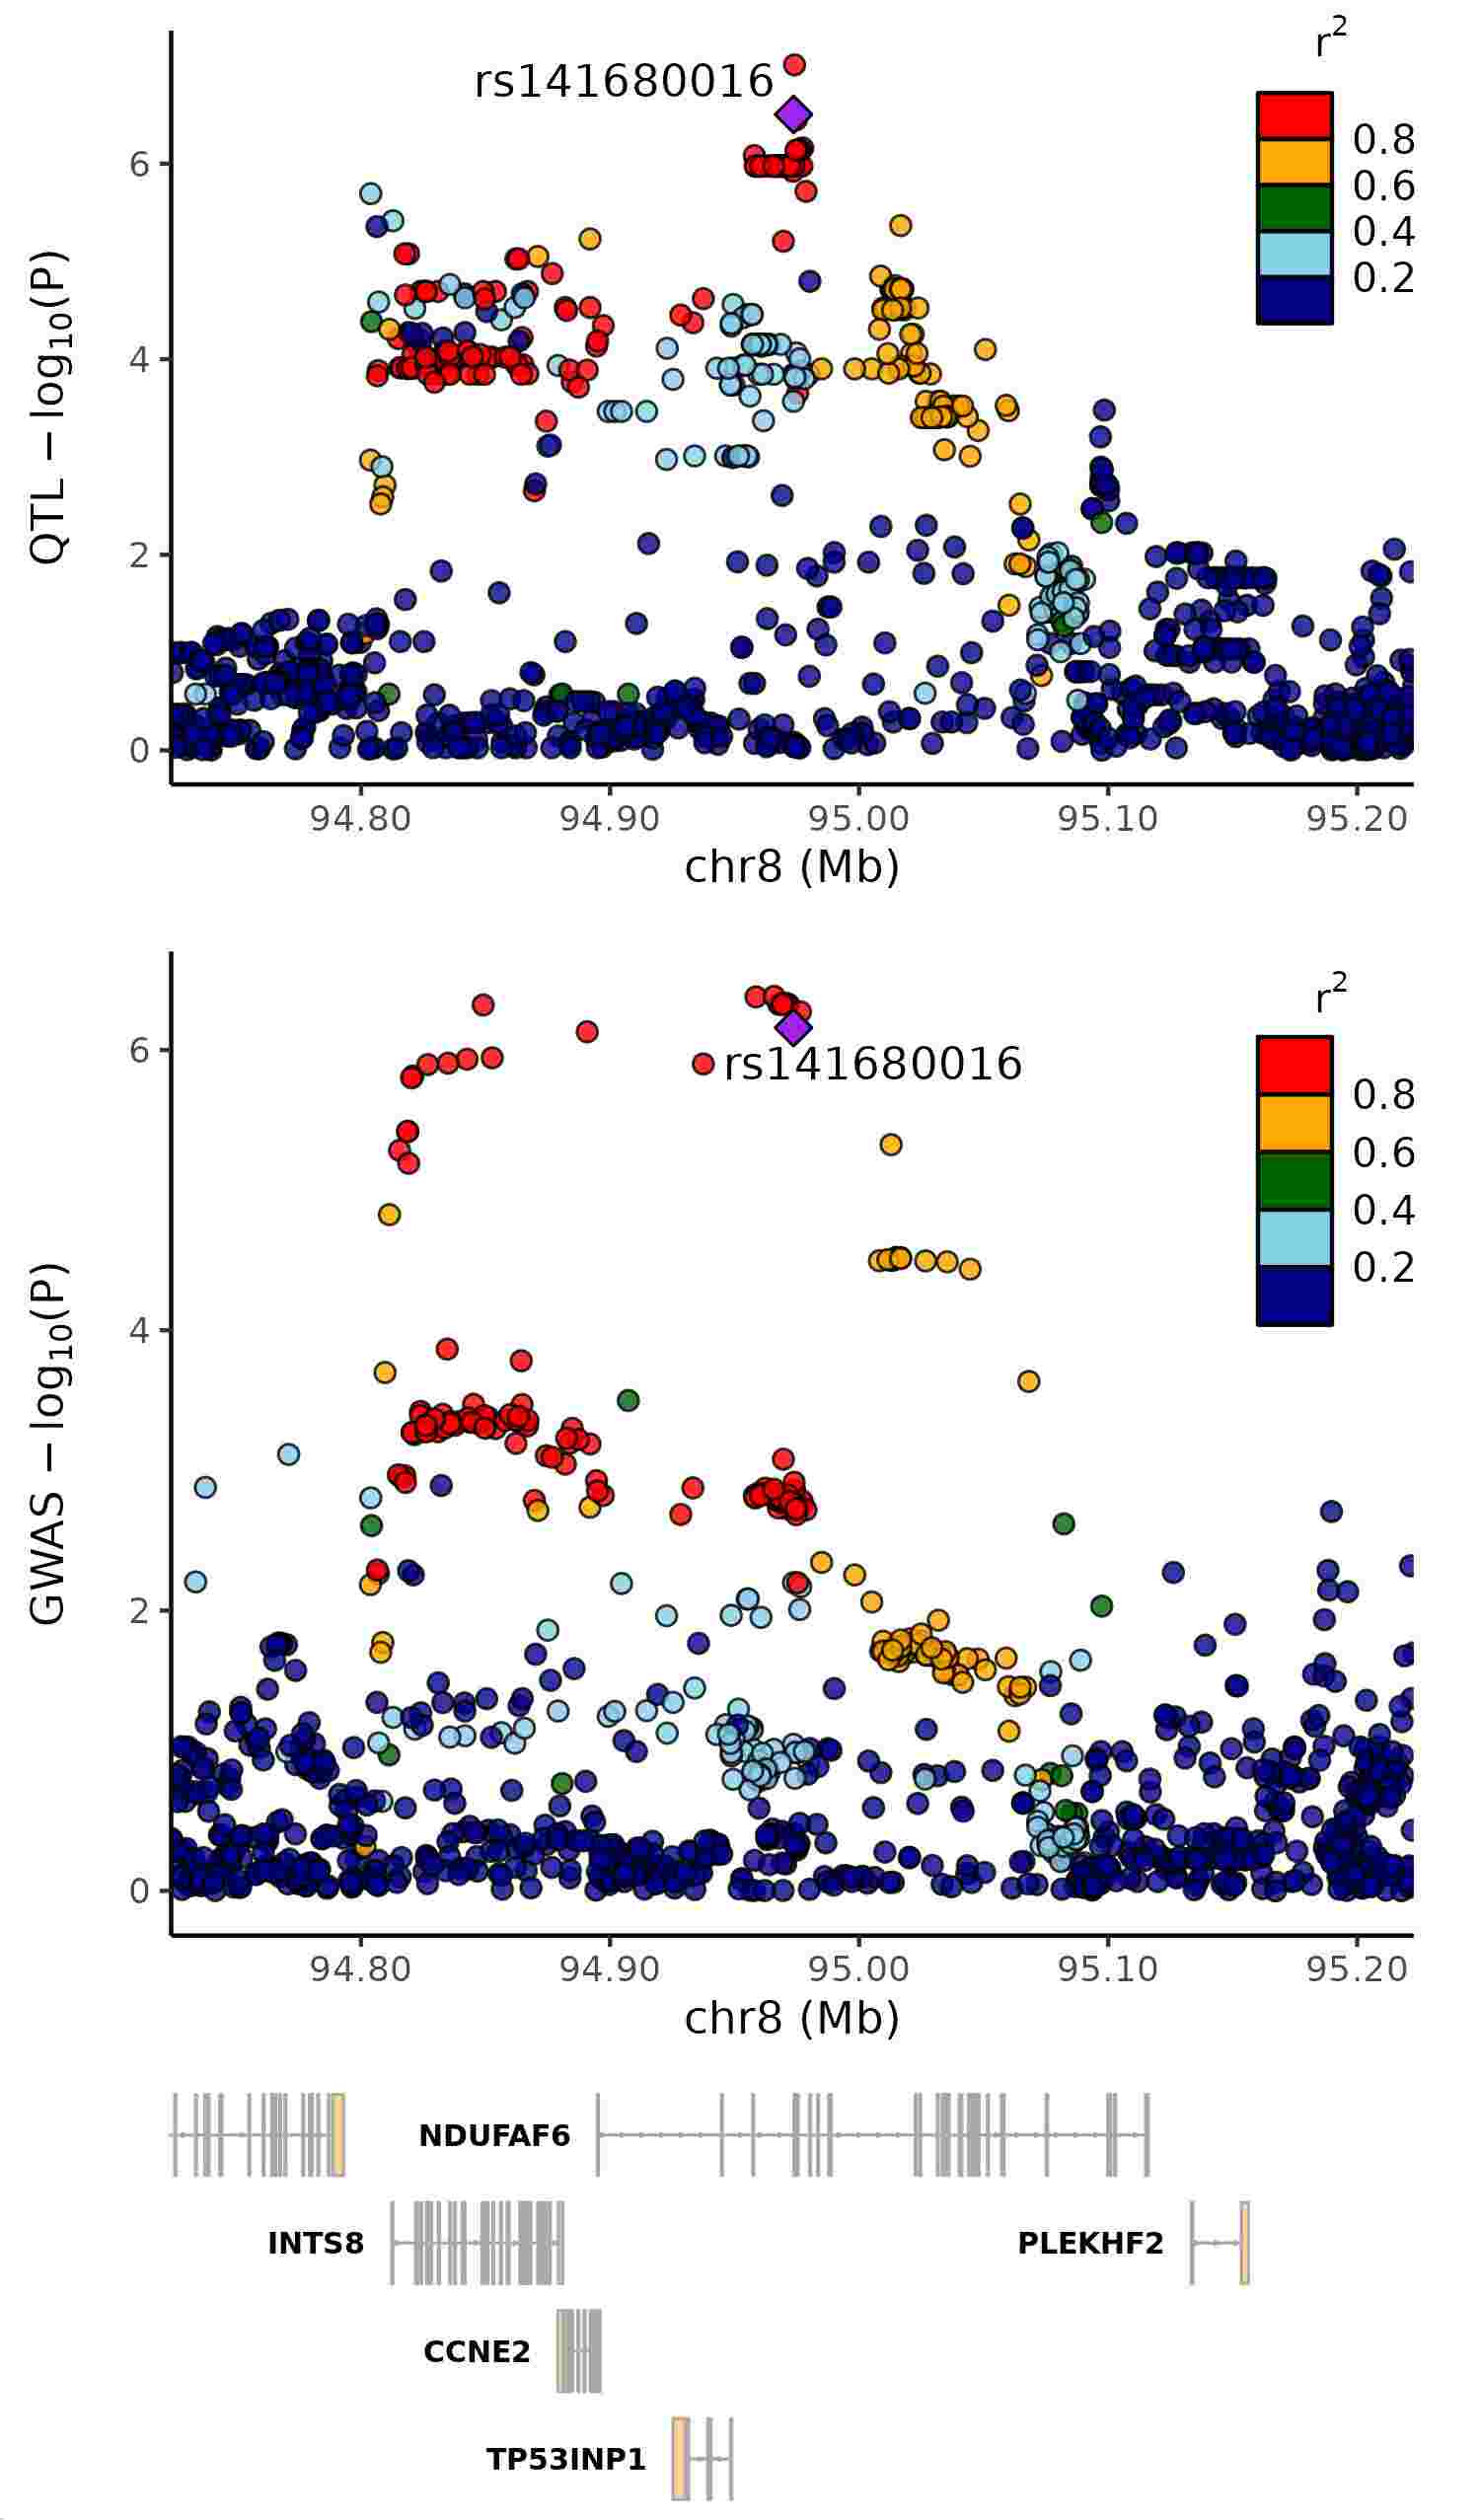 r²
rs141680016
0.8
0.6
0.4
0.2
6
4
2
0
QTL – log₁₀(P)
94.80 94.90 95.00 95.10 95.20
chr8 (Mb)
r²
rs141680016
0.8
0.6
0.4
0.2
6
4
2
0
GWAS – log₁₀(P)
94.80 94.90 95.00 95.10 95.20
chr8 (Mb)
NDUFAF6
INTS8 PLEKHF2
CCNE2
TP53INP1